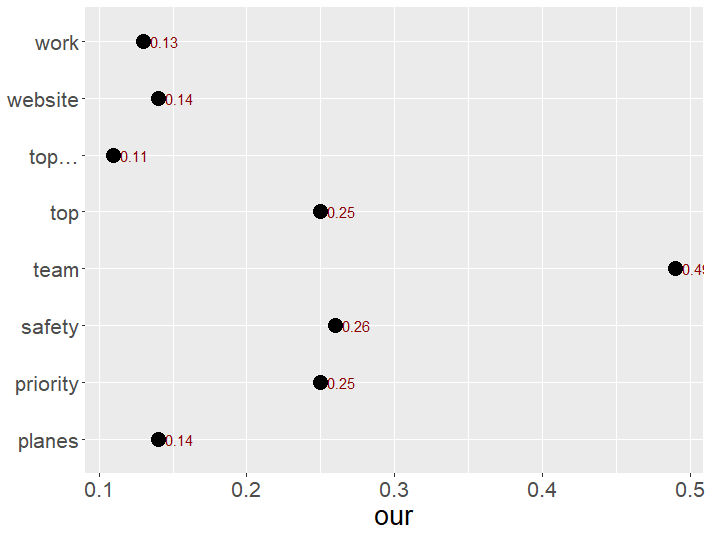 work 0.13
website 0.14
top... 0.11
top 0.25
team 0.49
safety 0.26
priority 0.25
planes 0.14
0.1 0.2 0.3 0.4 0.5
our